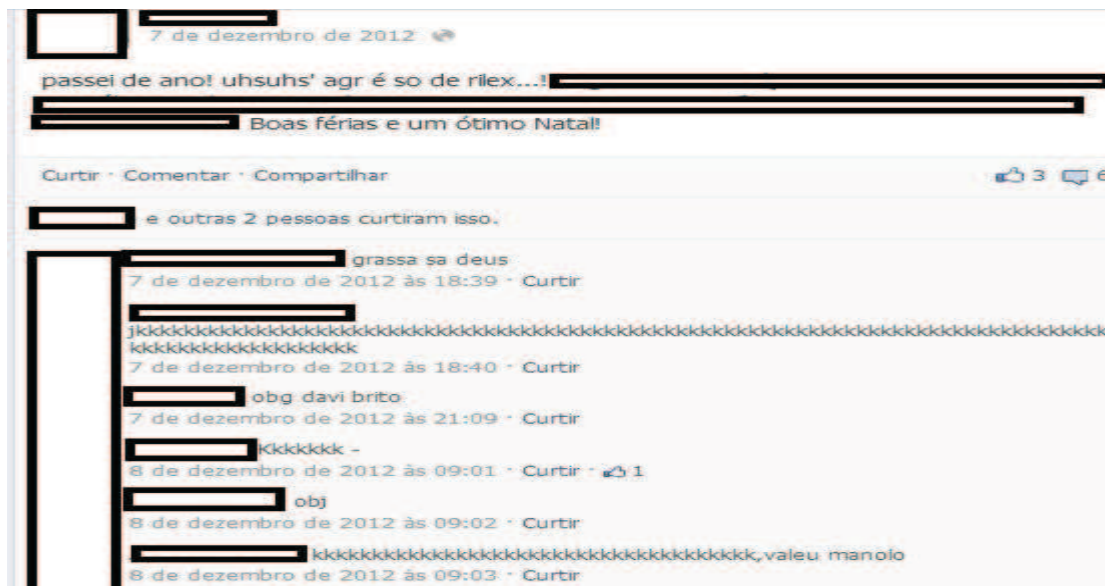 7 de dezembro de 2012
passei de ano! uhsuhs' agr é so de rilex...!
Boas férias e um ótimo Natal!
Curtir · Comentar · Compartilhar 3 6
e outras 2 pessoas curtiram isso.
grassa sa deus
7 de dezembro de 2012 às 18:39 · Curtir
jkkkkkkkkkkkkkkkkkkkkkkkkkkkkkkkkkkkkkkkkkkkkkkkkkkkkkkkkkkkkkkkkkkkkkkkkkkkkkkkkk
kkkkkkkkkkkkkkkkkkk
7 de dezembro de 2012 às 18:40 · Curtir
obg davi brito
7 de dezembro de 2012 às 21:09 · Curtir
Kkkkkkk -
8 de dezembro de 2012 às 09:01 · Curtir · 1
obj
8 de dezembro de 2012 às 09:02 · Curtir
kkkkkkkkkkkkkkkkkkkkkkkkkkkkkkkkkkkkk,valeu manolo
8 de dezembro de 2012 às 09:03 · Curtir